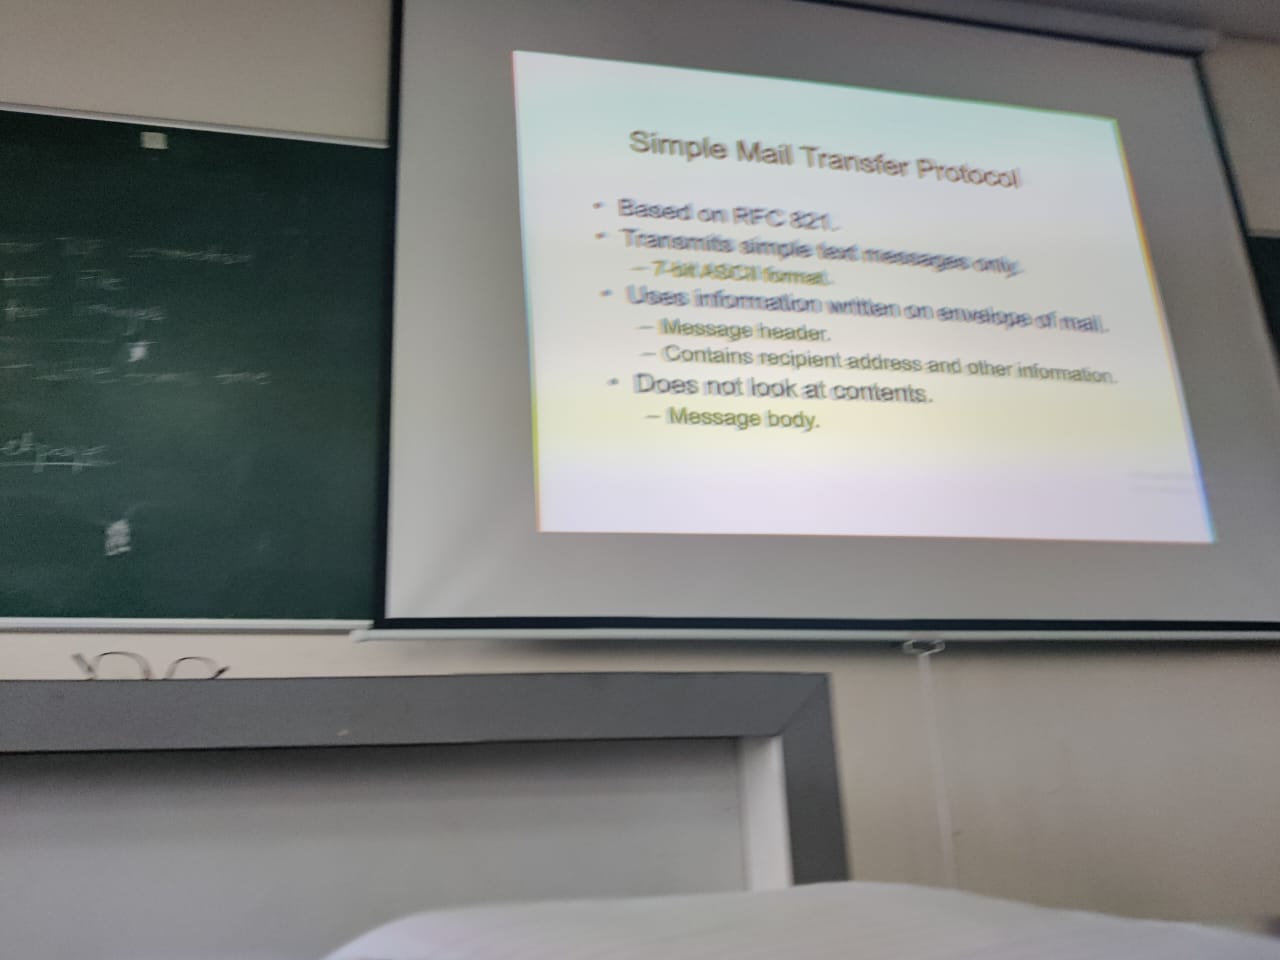 Simple Mail Transfer Protocol
• Based on RFC 821.
• Transmits simple text messages only.
– 7-bit ASCII format.
• Uses information written on envelope of mail.
– Message header.
– Contains recipient address and other information.
• Does not look at contents.
– Message body.